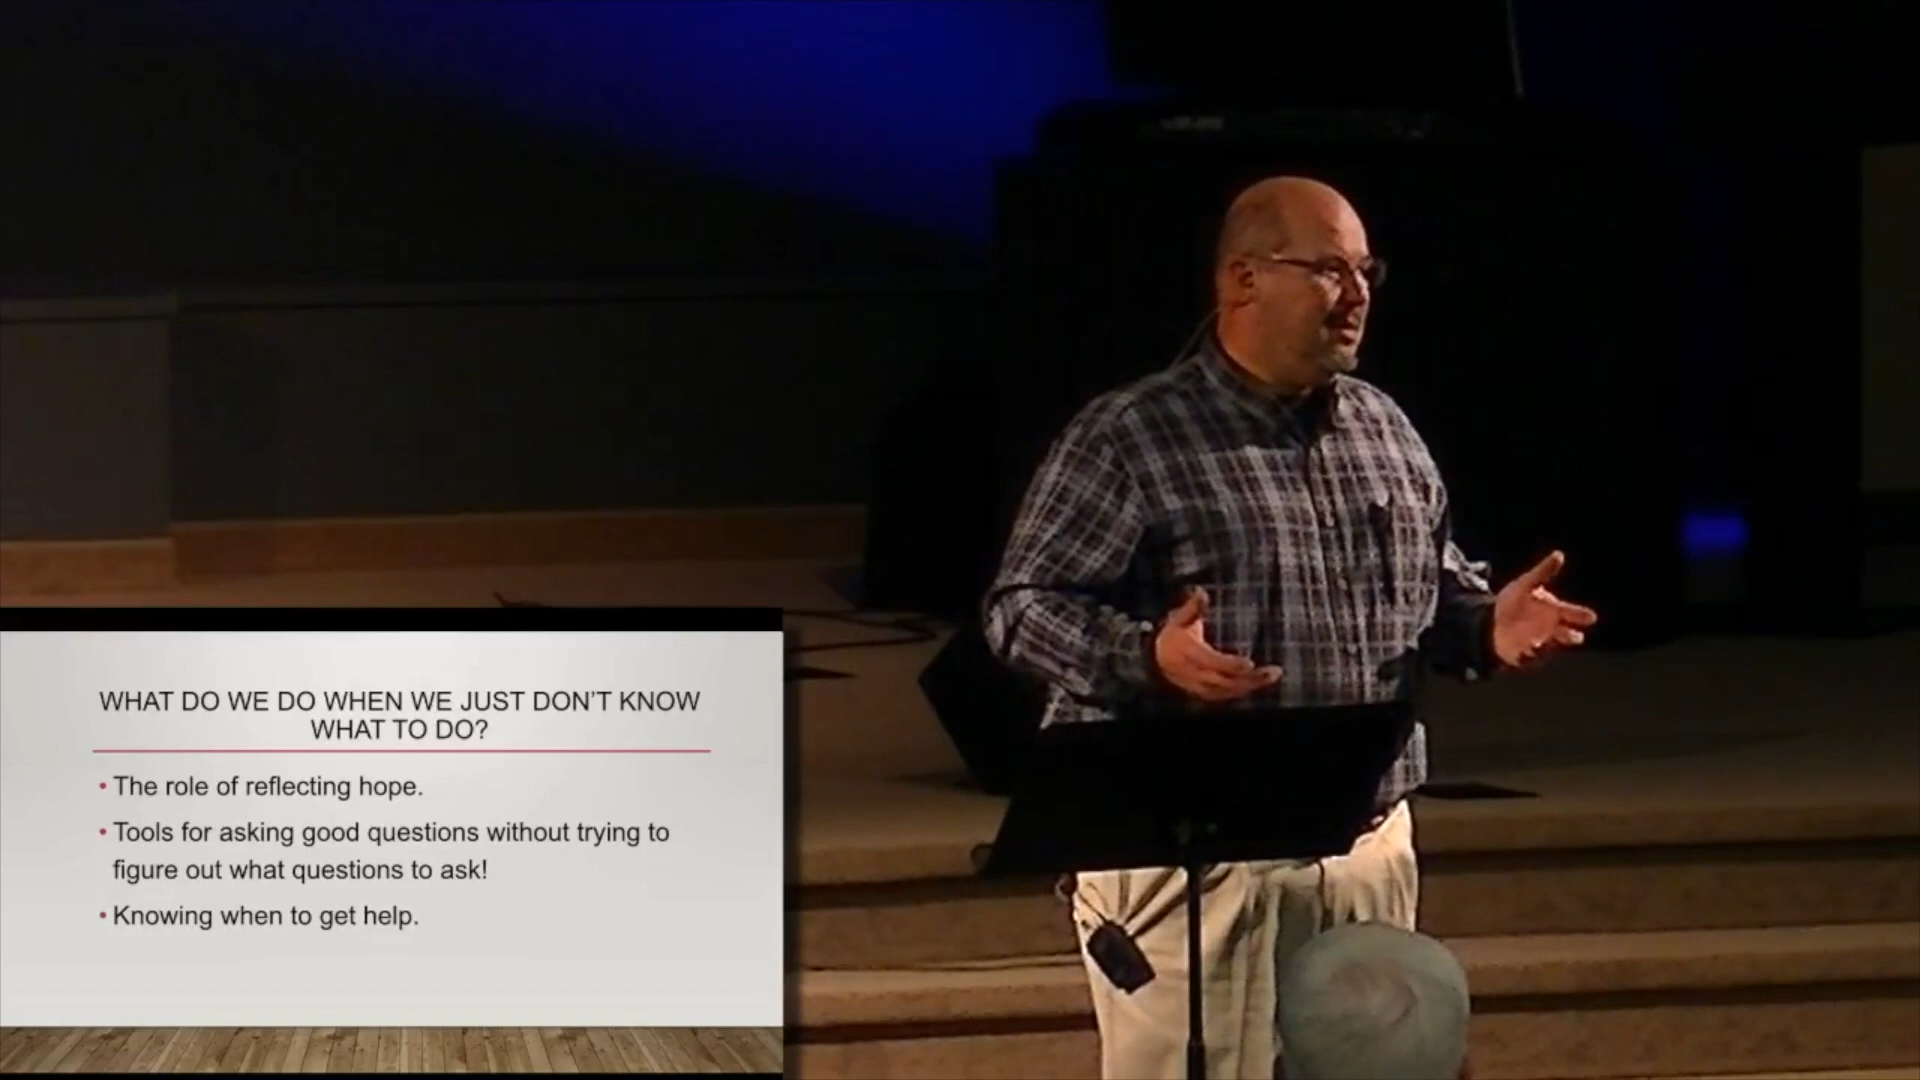 WHAT DO WE DO WHEN WE JUST DON'T KNOW
WHAT TO DO?
• The role of reflecting hope.
• Tools for asking good questions without trying to
figure out what questions to ask!
• Knowing when to get help.